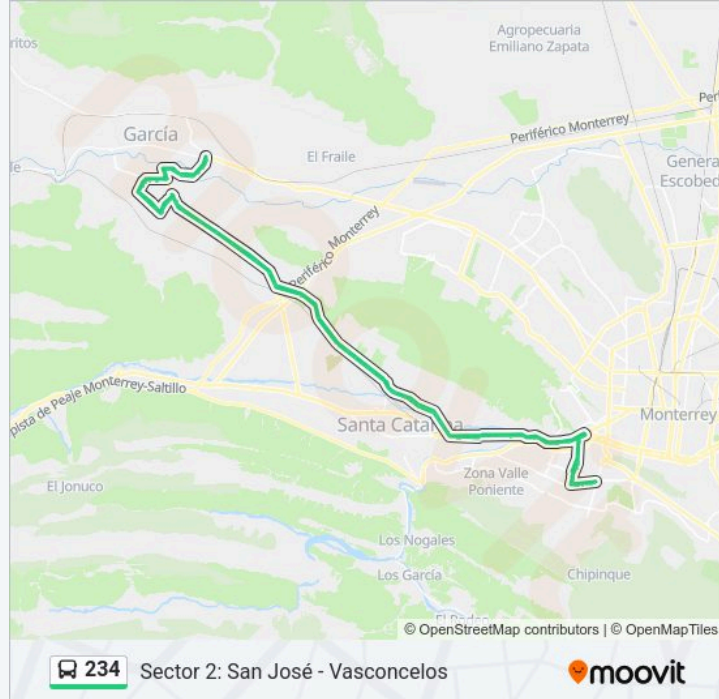 Agropecuaria
Emiliano Zapata
ritos
García
Periférico Monterrey
Peri
El Fraile
Genera
Escobed
Periférico Monterrey
pista de Peaje Monterrey-Saltillo
Santa Catarina
Monterrey
Zona Valle
Poniente
El Jonuco
Los Nogales
Los García
Chipinque
© OpenStreetMap contributors | © OpenMapTiles
234 Sector 2: San José - Vasconcelos
moovit